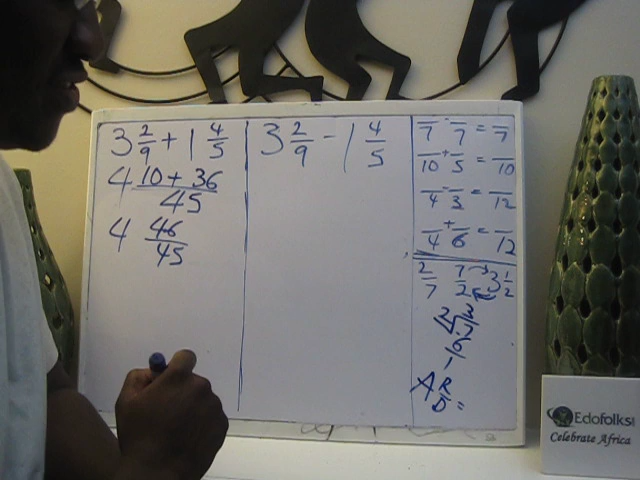 3 2/9 + 1 4/5
4 10 + 36 / 45
4 46/45
3 2/9 - 1 4/5
/7 - /7 = /7
/10 + /5 = /10
/4 - /3 = /12
/4 + /6 = /12
2/7 7/2 3 1/2
AR
D"
Edofolks
Celebrate Africa